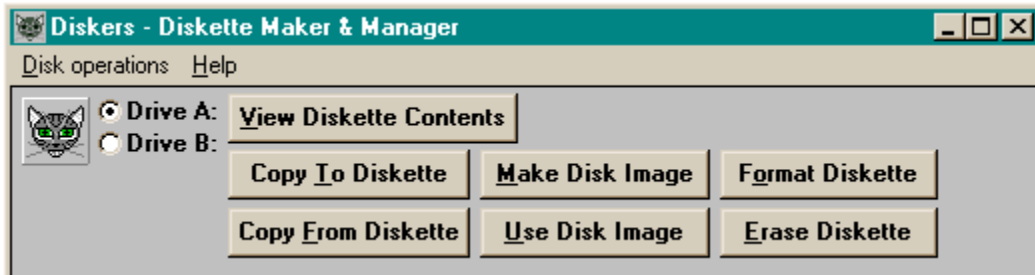 Diskers - Diskette Maker & Manager
Disk operations Help
Drive A: View Diskette Contents
Drive B:
Copy To Diskette Make Disk Image Format Diskette
Copy From Diskette Use Disk Image Erase Diskette